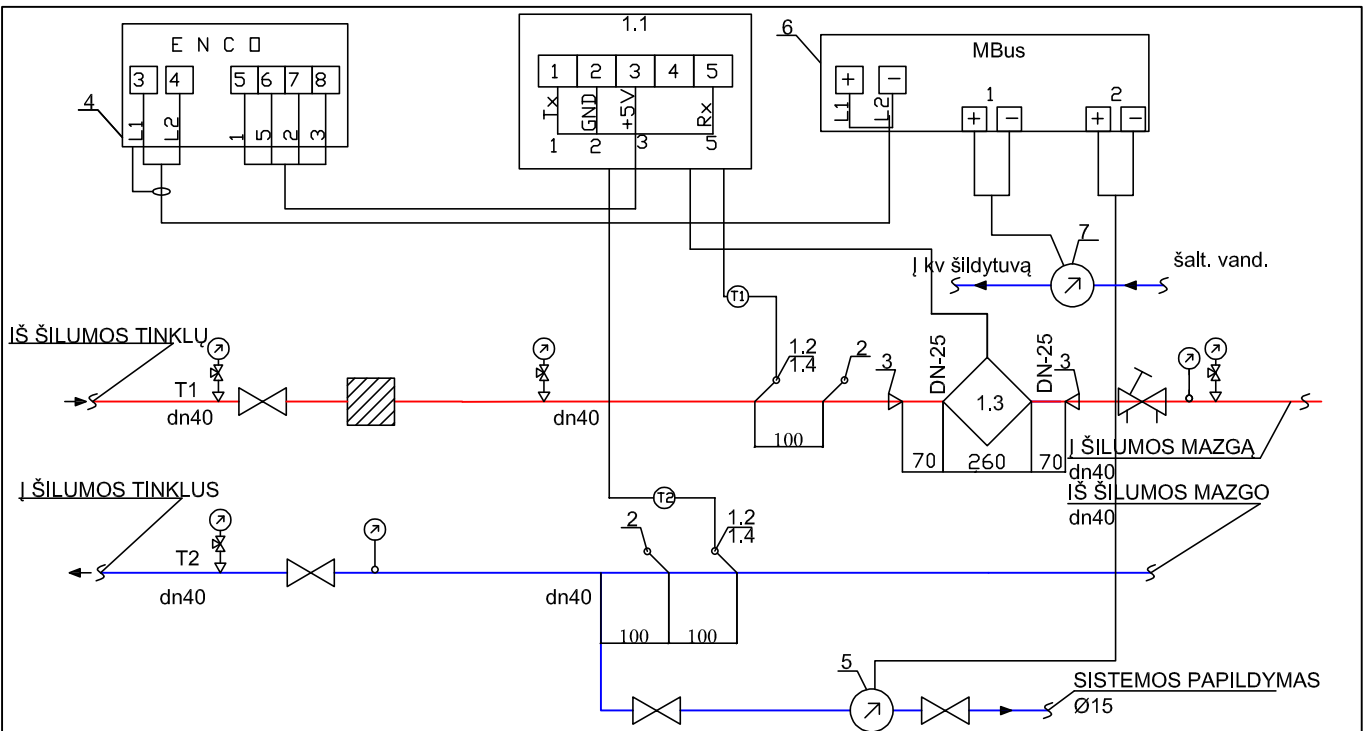 E N C O
3 4 5 6 7 8
L1 L2 1 5 2 3
4
1.1
1 2 3 4 5
Tx GND +5V Rx
1 2 3 5
6
MBus
+ −
L1 L2
1 2
+ − + −
7
Į kv šildytuvą
šalt. vand.
T1
IŠ ŠILUMOS TINKLŲ
T1
dn40
dn40
1.2
1.4
2
3
DN-25
1.3
DN-25
3
100
70 260 70
Į ŠILUMOS MAZGĄ
dn40
Į ŠILUMOS TINKLUS
IŠ ŠILUMOS MAZGO
dn40
T2
2
1.2
1.4
T2
dn40
dn40
100 100
5
SISTEMOS PAPILDYMAS
Ø15